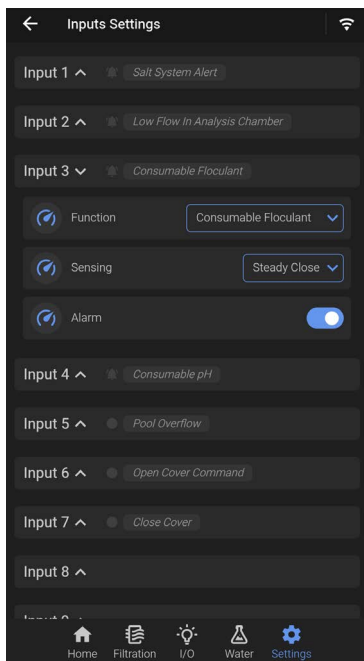 Inputs Settings
Input 1 Salt System Alert
Input 2 Low Flow In Analysis Chamber
Input 3 Consumable Floculant
Function Consumable Floculant
Sensing Steady Close
Alarm
Input 4 Consumable pH
Input 5 Pool Overflow
Input 6 Open Cover Command
Input 7 Close Cover
Input 8
Home Filtration I/O Water Settings